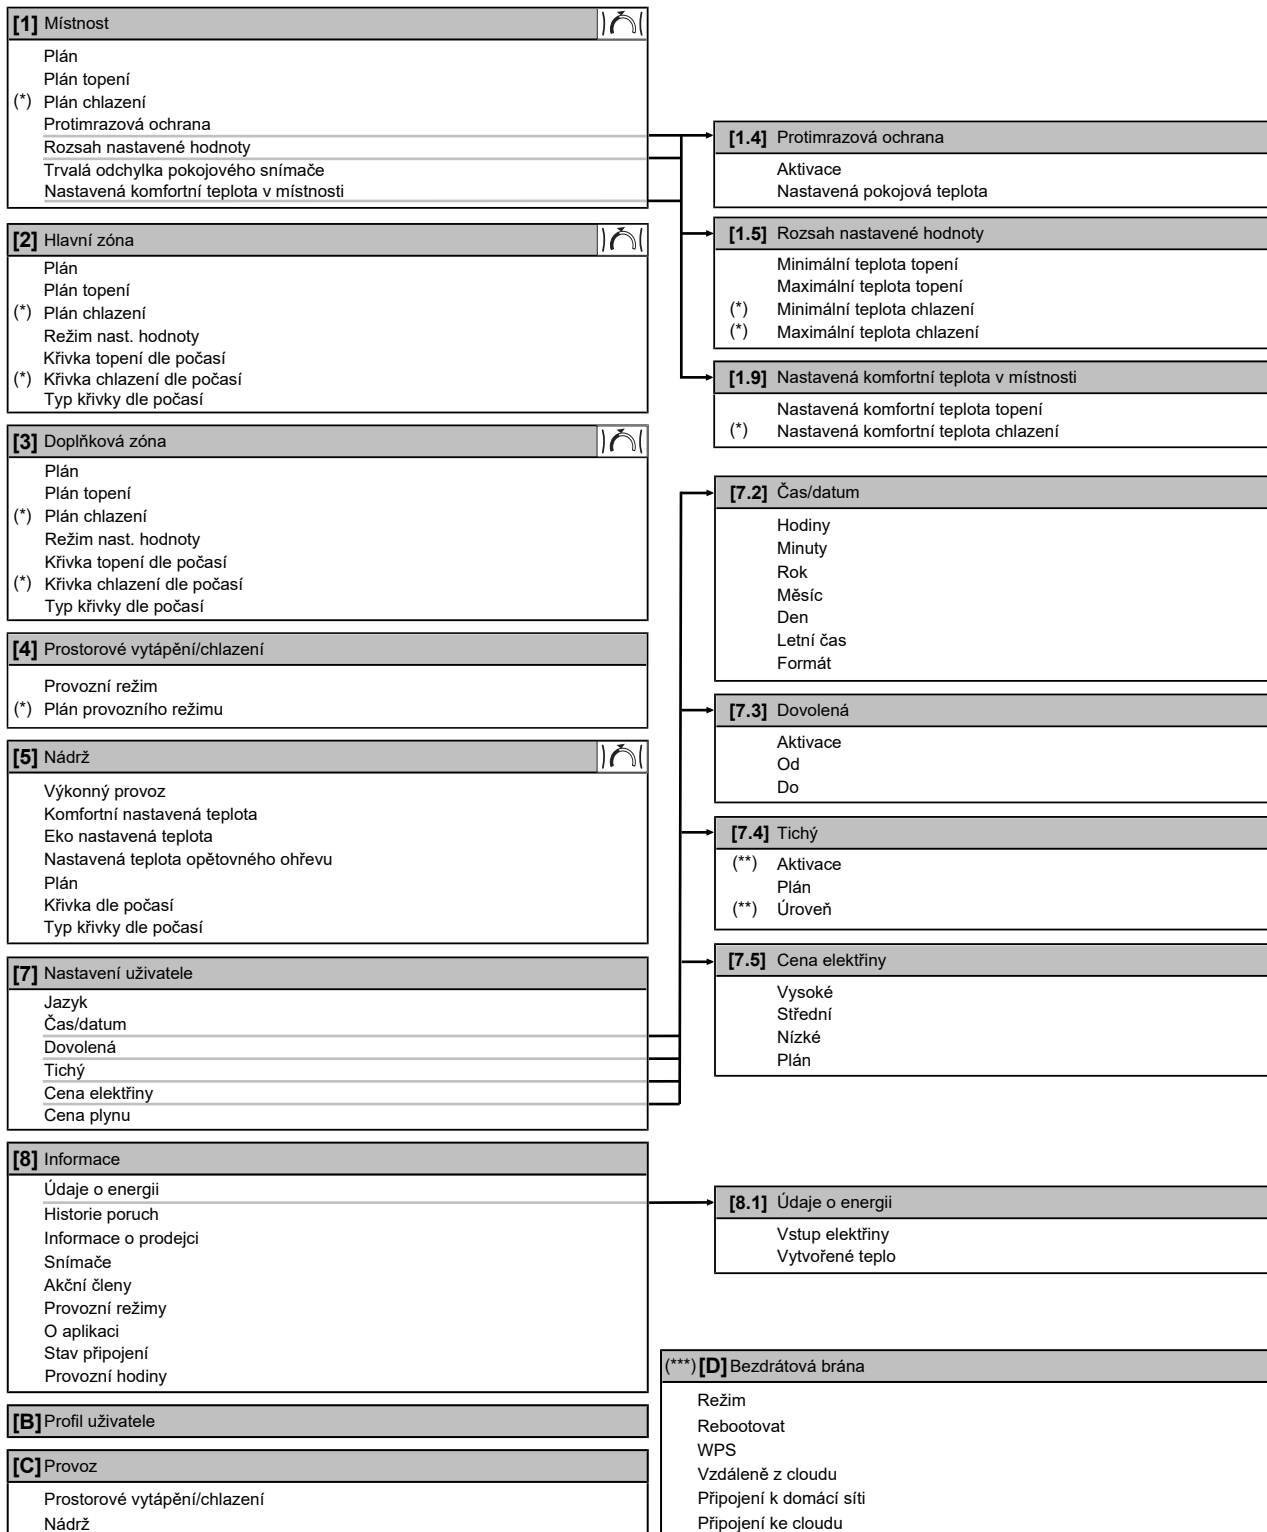 [1] Místnost
Plán
Plán topení
(*) Plán chlazení
Protimrazová ochrana
Rozsah nastavené hodnoty
Trvalá odchylka pokojového snímače
Nastavená komfortní teplota v místnosti
[2] Hlavní zóna
Plán
Plán topení
(*) Plán chlazení
Režim nast. hodnoty
Křivka topení dle počasí
(*) Křivka chlazení dle počasí
Typ křivky dle počasí
[3] Doplňková zóna
Plán
Plán topení
(*) Plán chlazení
Režim nast. hodnoty
Křivka topení dle počasí
(*) Křivka chlazení dle počasí
Typ křivky dle počasí
[4] Prostorové vytápění/chlazení
Provozní režim
(*) Plán provozního režimu
[5] Nádrž
Výkonný provoz
Komfortní nastavená teplota
Eko nastavená teplota
Nastavená teplota opětovného ohřevu
Plán
Křivka dle počasí
Typ křivky dle počasí
[7] Nastavení uživatele
Jazyk
Čas/datum
Dovolená
Tichý
Cena elektřiny
Cena plynu
[8] Informace
Údaje o energii
Historie poruch
Informace o prodejci
Snímače
Akční členy
Provozní režimy
O aplikaci
Stav připojení
Provozní hodiny
[B] Profil uživatele
[C] Provoz
Prostorové vytápění/chlazení
Nádrž
[1.4] Protimrazová ochrana
Aktivace
Nastavená pokojová teplota
[1.5] Rozsah nastavené hodnoty
Minimální teplota topení
Maximální teplota topení
(*) Minimální teplota chlazení
(*) Maximální teplota chlazení
[1.9] Nastavená komfortní teplota v místnosti
Nastavená komfortní teplota topení
(*) Nastavená komfortní teplota chlazení
[7.2] Čas/datum
Hodiny
Minuty
Rok
Měsíc
Den
Letní čas
Formát
[7.3] Dovolená
Aktivace
Od
Do
[7.4] Tichý
(**) Aktivace
Plán
(**) Úroveň
[7.5] Cena elektřiny
Vysoké
Střední
Nízké
Plán
[8.1] Údaje o energii
Vstup elektřiny
Vytvořené teplo
(***) [D] Bezdrátová brána
Režim
Rebootovat
WPS
Vzdáleně z cloudu
Připojení k domácí síti
Připojení ke cloudu